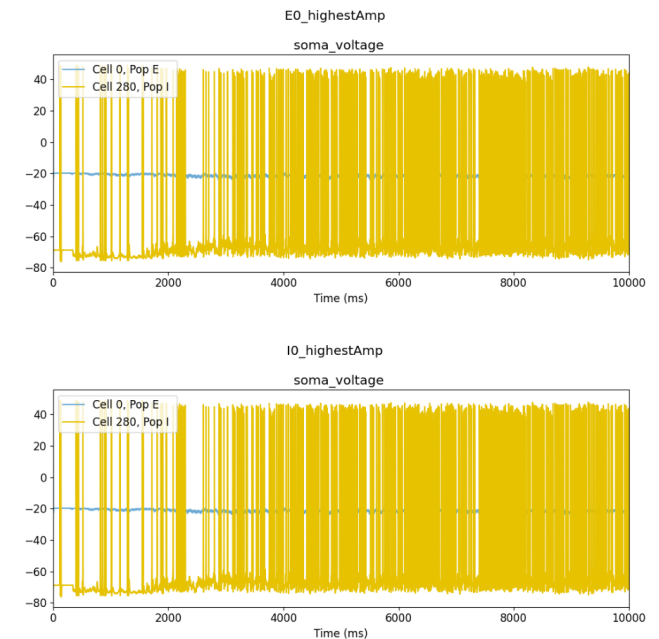 E0_highestAmp
soma_voltage
Cell 0, Pop E
Cell 280, Pop I
40
20
0
−20
−40
−60
−80
0 2000 4000 6000 8000 10000
Time (ms)
I0_highestAmp
soma_voltage
Cell 0, Pop E
Cell 280, Pop I
40
20
0
−20
−40
−60
−80
0 2000 4000 6000 8000 10000
Time (ms)